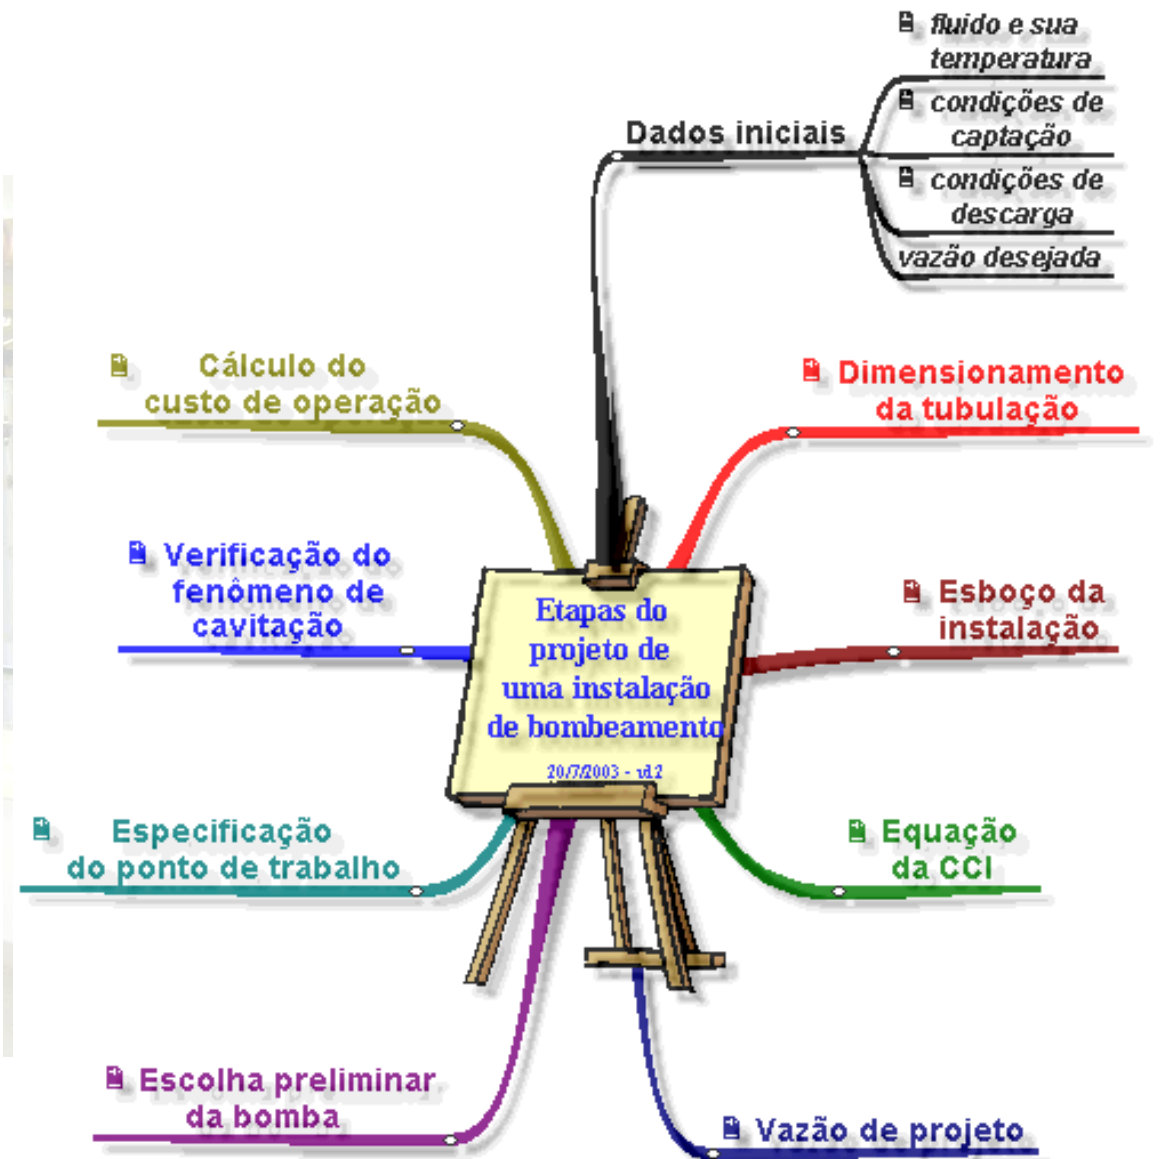 fluido e sua
temperatura
condições de
captação
condições de
descarga
vazão desejada
Dados iniciais
Dimensionamento
da tubulação
Esboço da
instalação
Equação
da CCI
Vazão de projeto
Escolha preliminar
da bomba
Especificação
do ponto de trabalho
Verificação do
fenômeno de
cavitação
Cálculo do
custo de operação
Etapas do
projeto de
uma instalação
de bombeamento
20/7/2003 -